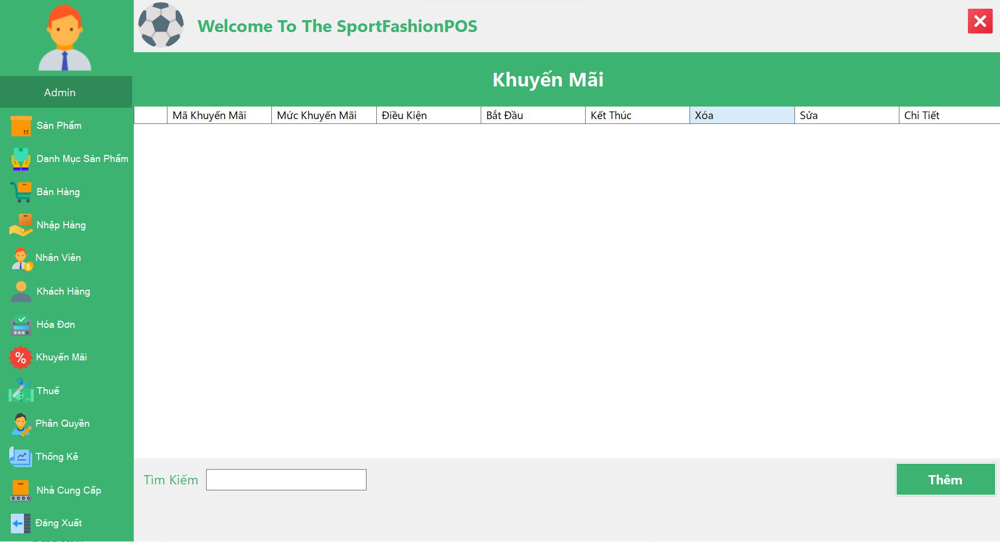 Welcome To The SportFashionPOS
Khuyến Mãi
Admin
Mã Khuyến Mãi
Mức Khuyến Mãi
Điều Kiện
Bắt Đầu
Kết Thúc
Xóa
Sửa
Chi Tiết
Sản Phẩm
Danh Mục Sản Phẩm
Bán Hàng
Nhập Hàng
Nhân Viên
Khách Hàng
Hóa Đơn
Khuyến Mãi
Thuế
Phân Quyền
Thống Kê
Nhà Cung Cấp
Đăng Xuất
Tìm Kiếm
Thêm